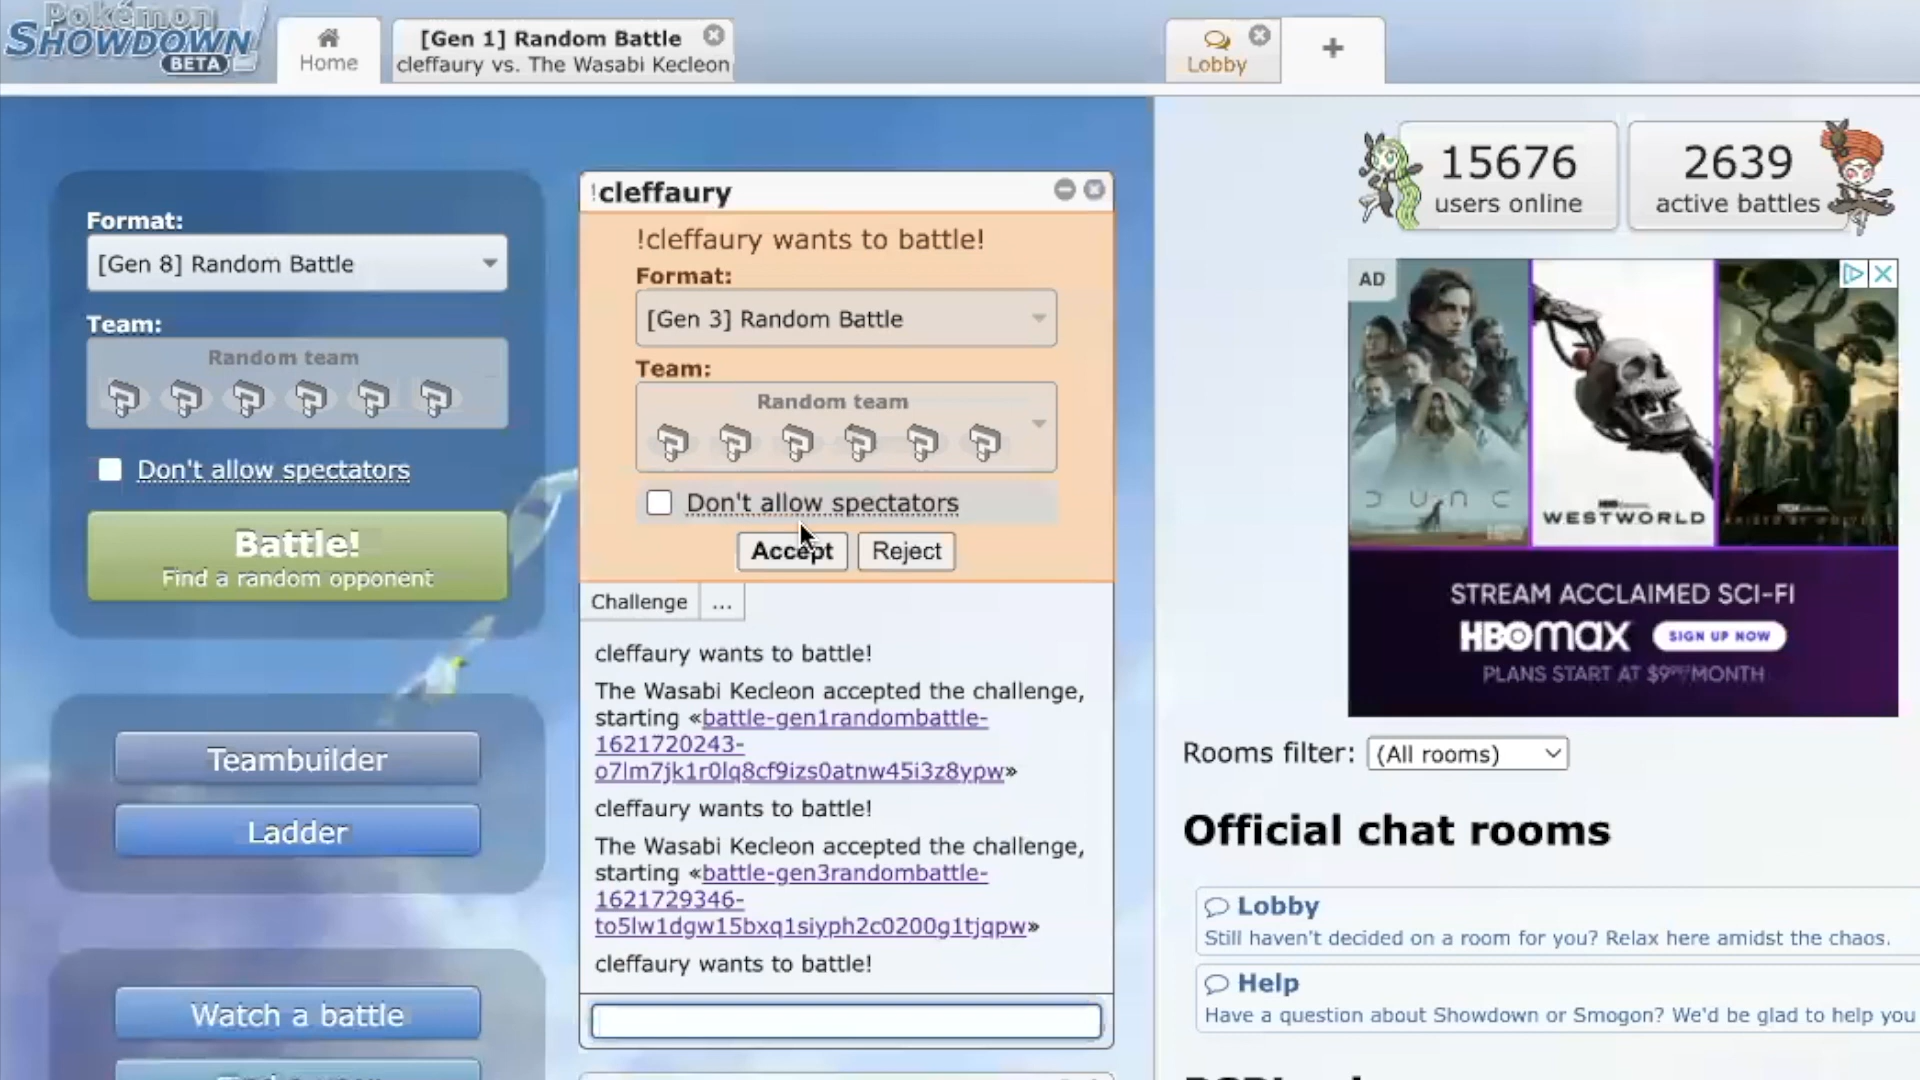 Pokémon
SHOWDOWN
BETA
Home
[Gen 1] Random Battle
cleffaury vs. The Wasabi Kecleon
Lobby
+
Format:
[Gen 8] Random Battle
Team:
Random team
Don't allow spectators
Battle!
Find a random opponent
Teambuilder
Ladder
Watch a battle
!cleffaury
!cleffaury wants to battle!
Format:
[Gen 3] Random Battle
Team:
Random team
Don't allow spectators
Accept
Reject
Challenge
...
cleffaury wants to battle!
The Wasabi Kecleon accepted the challenge,
starting «battle-gen1randombattle-
1621720243-
o7lm7jk1r0lq8cf9izs0atnw45i3z8ypw»
cleffaury wants to battle!
The Wasabi Kecleon accepted the challenge,
starting «battle-gen3randombattle-
1621729346-
to5lw1dgw15bxq1siyph2c0200g1tjqpw»
cleffaury wants to battle!
15676
users online
2639
active battles
AD
DUNE
WESTWORLD
STREAM ACCLAIMED SCI-FI
HBOmax
SIGN UP NOW
PLANS START AT $9.99/MONTH
Rooms filter:
(All rooms)
Official chat rooms
Lobby
Still haven't decided on a room for you? Relax here amidst the chaos.
Help
Have a question about Showdown or Smogon? We'd be glad to help you